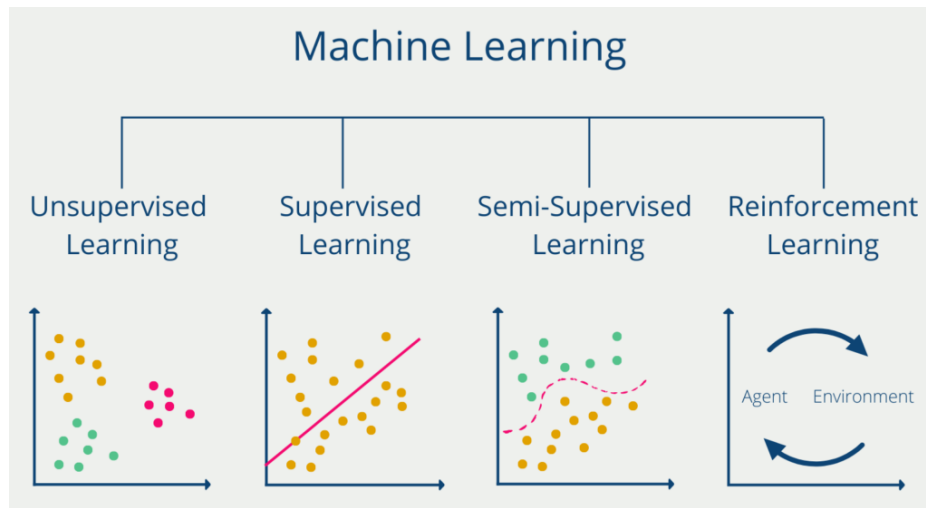 Machine Learning
Unsupervised
Learning
Supervised
Learning
Semi-Supervised
Learning
Reinforcement
Learning
Agent
Environment